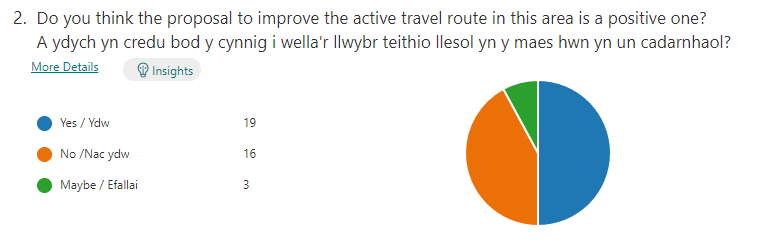 2. Do you think the proposal to improve the active travel route in this area is a positive one?
A ydych yn credu bod y cynnig i wella'r llwybr teithio llesol yn y maes hwn yn un cadarnhaol?
More Details Insights
Yes / Ydw 19
No /Nac ydw 16
Maybe / Efallai 3